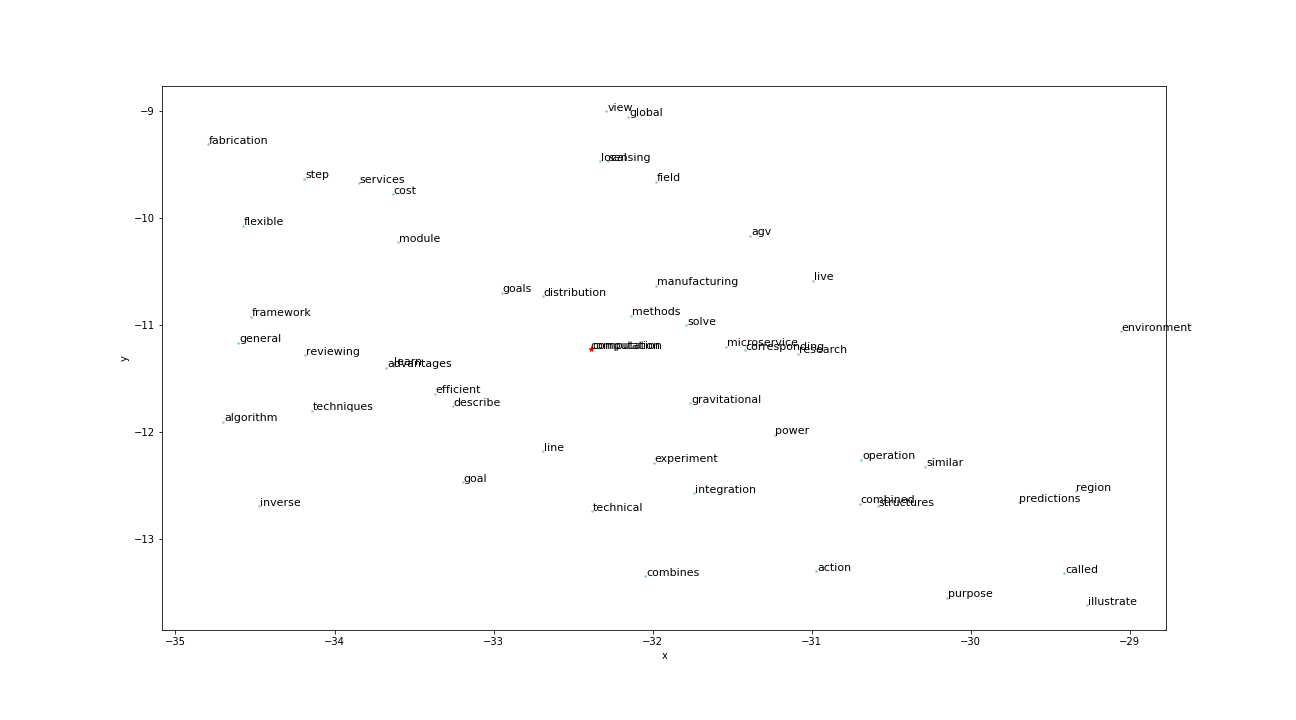 view
global
−9
fabrication
local
sensing
step
services
field
cost
−10
flexible
agv
module
live
manufacturing
goals
distribution
framework
methods
solve
−11
environment
general
computation
microservice
corresponding
research
reviewing
learn
advantages
efficient
describe
gravitational
techniques
algorithm
−12
power
line
experiment
operation
similar
goal
integration
region
inverse
technical
combined
structures
predictions
−13
combines
action
called
purpose
illustrate
−35 −34 −33 −32 −31 −30 −29
x
y